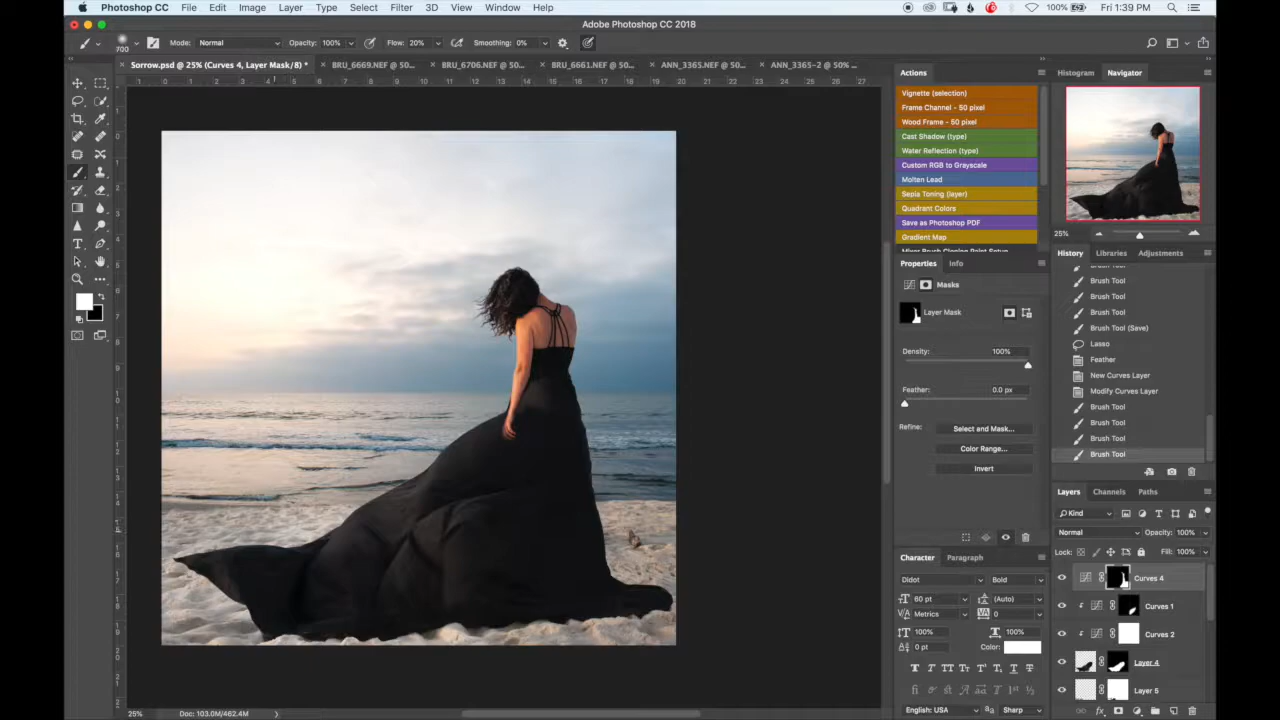 Photoshop CC File Edit Image Layer Type Select Filter 3D View Window Help
100% Fri 1:39 PM
Adobe Photoshop CC 2018
700 Mode: Normal Opacity: 100% Flow: 20% Smoothing: 0%
Sorrow.psd @ 25% (Curves 4, Layer Mask/8) * BRU_6669.NEF @ 50... BRU_6706.NEF @ 50... BRU_6661.NEF @ 50... ANN_3365.NEF @ 50... ANN_3365-2 @ 50% ...
Actions
Vignette (selection)
Frame Channel - 50 pixel
Wood Frame - 50 pixel
Cast Shadow (type)
Water Reflection (type)
Custom RGB to Grayscale
Molten Lead
Sepia Toning (layer)
Quadrant Colors
Save as Photoshop PDF
Gradient Map
Mixer Brush Cloning Paint Setup
Properties Info
Masks
Layer Mask
Density: 100%
Feather: 0.0 px
Refine: Select and Mask...
Color Range...
Invert
Character Paragraph
Didot Bold
60 pt (Auto)
Metrics 0
100% 100%
0 pt Color:
English: USA Sharp
Histogram Navigator
25%
History Libraries Adjustments
Brush Tool
Brush Tool
Brush Tool
Brush Tool
Brush Tool (Save)
Lasso
Feather
New Curves Layer
Modify Curves Layer
Brush Tool
Brush Tool
Brush Tool
Brush Tool
Layers Channels Paths
Kind
Normal Opacity: 100%
Lock: Fill: 100%
Curves 4
Curves 1
Curves 2
Layer 4
Layer 5
25% Doc: 103.0M/462.4M